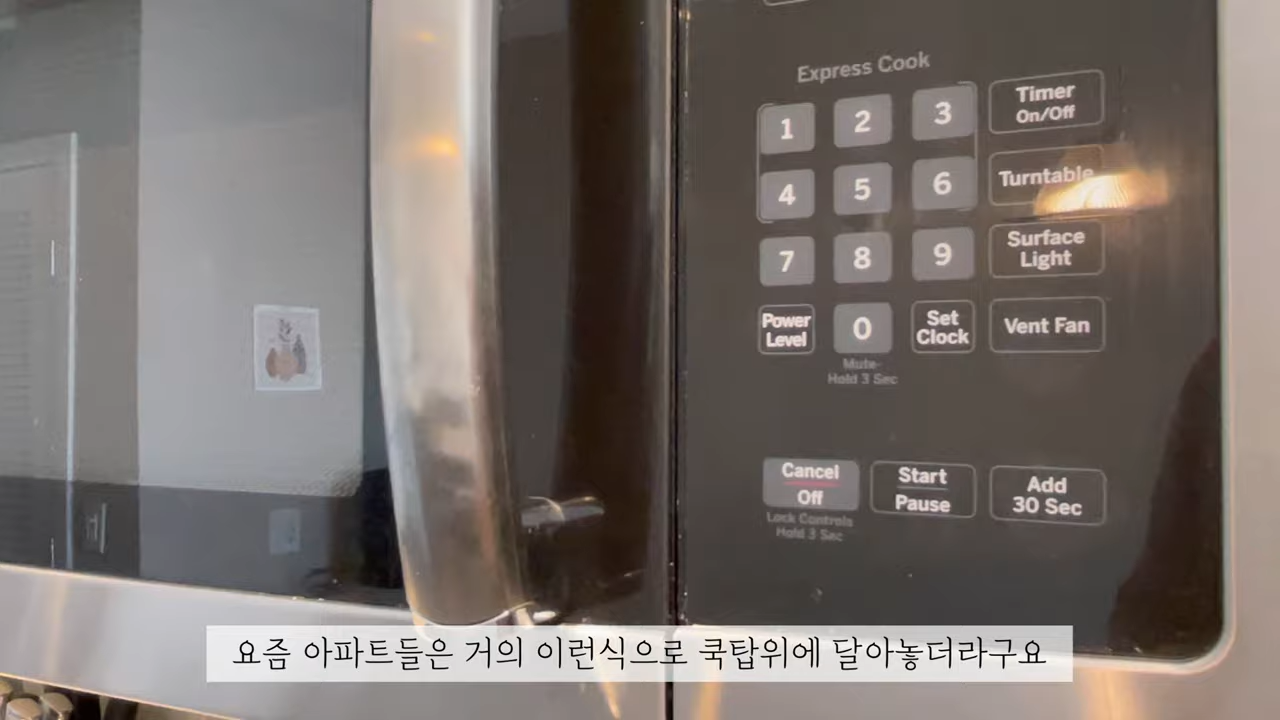 Express Cook
1 2 3 Timer On/Off
4 5 6 Turntable
7 8 9 Surface Light
Power Level 0 Set Clock Vent Fan
Mute-
Hold 3 Sec
Cancel Off Start Pause Add 30 Sec
Lock Controls
Hold 3 Sec
요즘 아파트들은 거의 이런식으로 쿡탑위에 달아놓더라구요